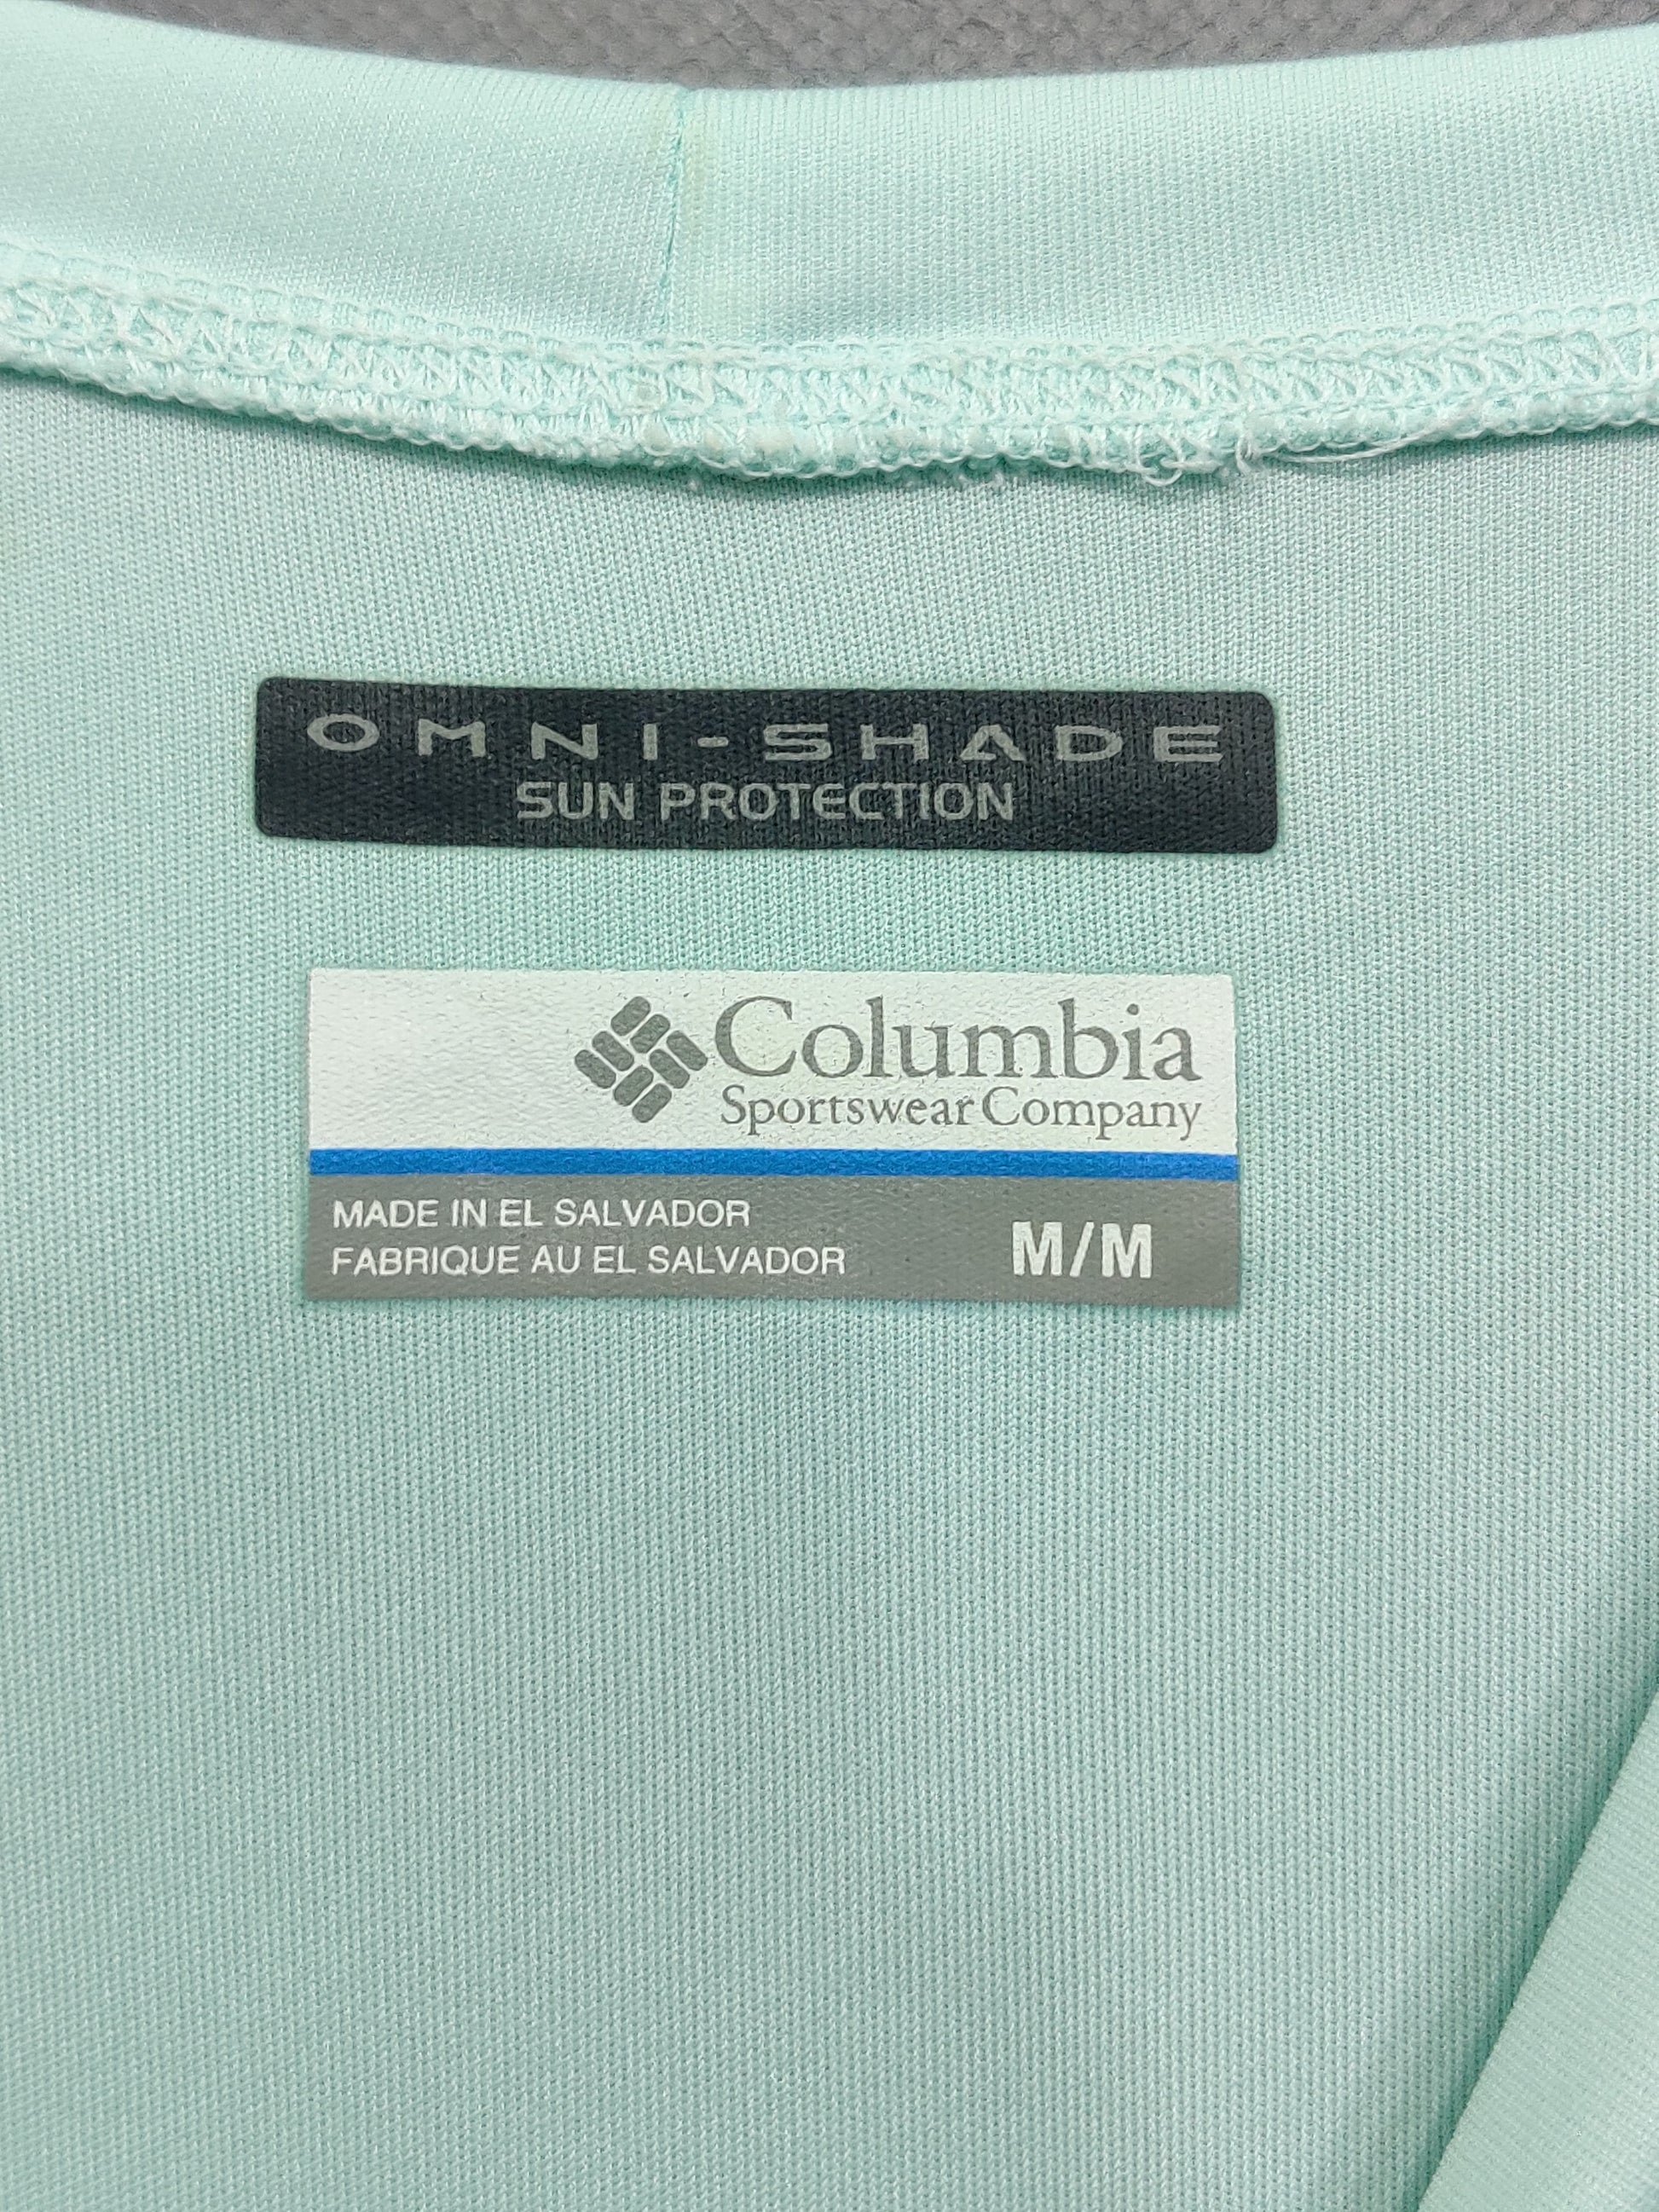 OMNI-SHADE
SUN PROTECTION
Columbia
Sportswear Company
MADE IN EL SALVADOR
FABRIQUE AU EL SALVADOR
M/M